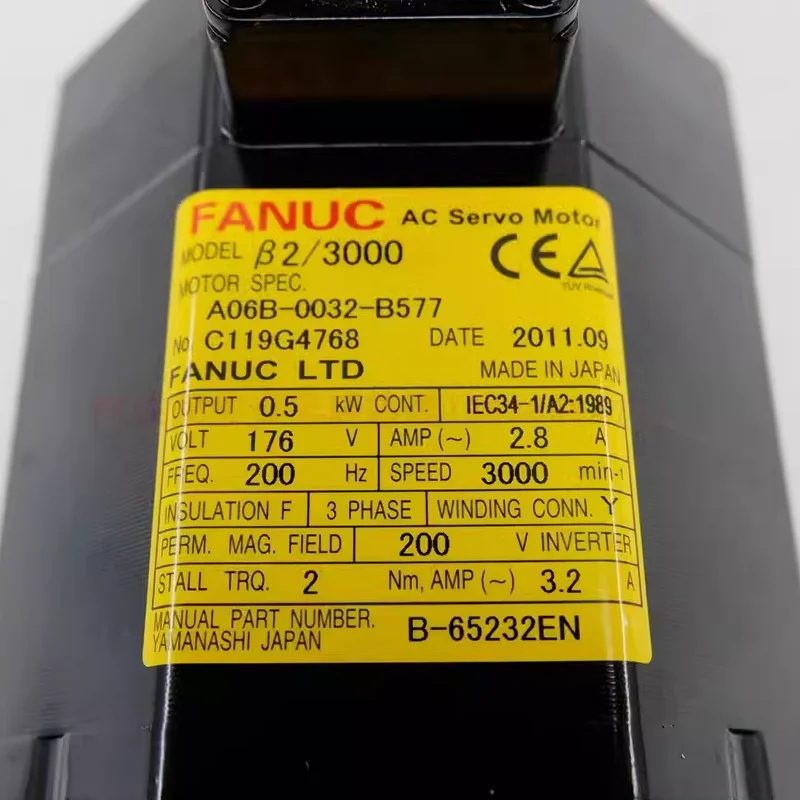 FANUC AC Servo Motor
MODEL β2/3000
CE
MOTOR SPEC.
A06B-0032-B577
No. C119G4768 DATE 2011.09
FANUC LTD MADE IN JAPAN
OUTPUT 0.5 kW CONT. IEC34-1/A2:1989
VOLT 176 V AMP (~) 2.8 A
FREQ. 200 Hz SPEED 3000 min-1
INSULATION F 3 PHASE WINDING CONN. Y
PERM. MAG. FIELD 200 V INVERTER
STALL TRQ. 2 Nm, AMP (~) 3.2 A
MANUAL PART NUMBER. B-65232EN
YAMANASHI JAPAN